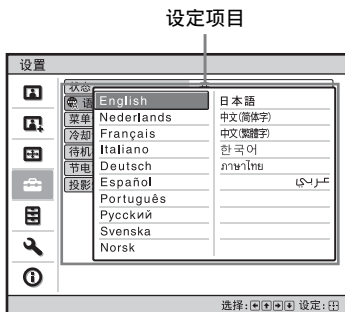 设定项目
设置
状态
语
菜单
冷却
待机
节电
投影
English
Nederlands
Français
Italiano
Deutsch
Español
Português
Русский
Svenska
Norsk
日本語
中文(简体字)
中文(繁體字)
한국어
ภาษาไทย
عربي
选择: 设定: